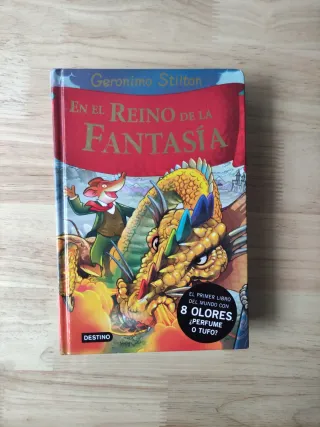 Geronimo Stilton
EN EL REINO DE LA
FANTASÍA
EL PRIMER LIBRO
DEL MUNDO CON
8 OLORES
¿PERFUME
O TUFO?
DESTINO